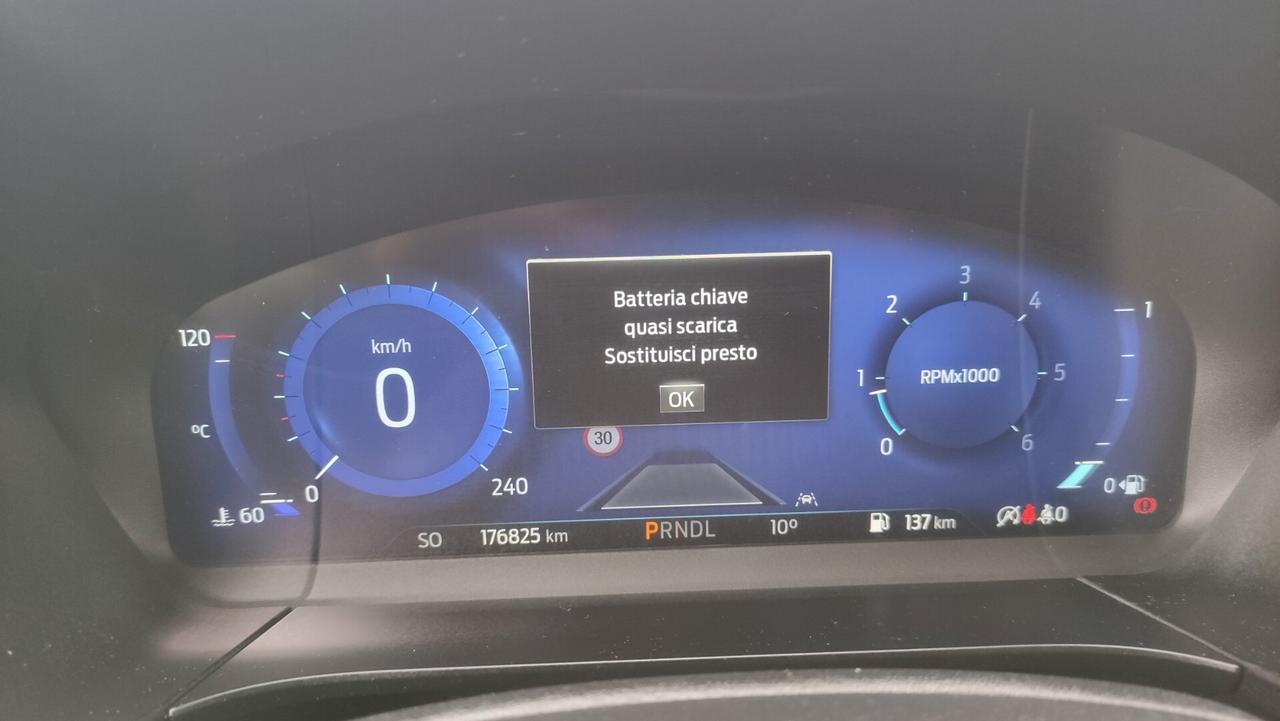 Batteria chiave
quasi scarica
Sostituisci presto
OK
120
°C
60
km/h
0
0
240
30
0
1
2
3
4
5
6
RPMx1000
1
0
SO
176825 km
PRNDL
10°
137 km
0